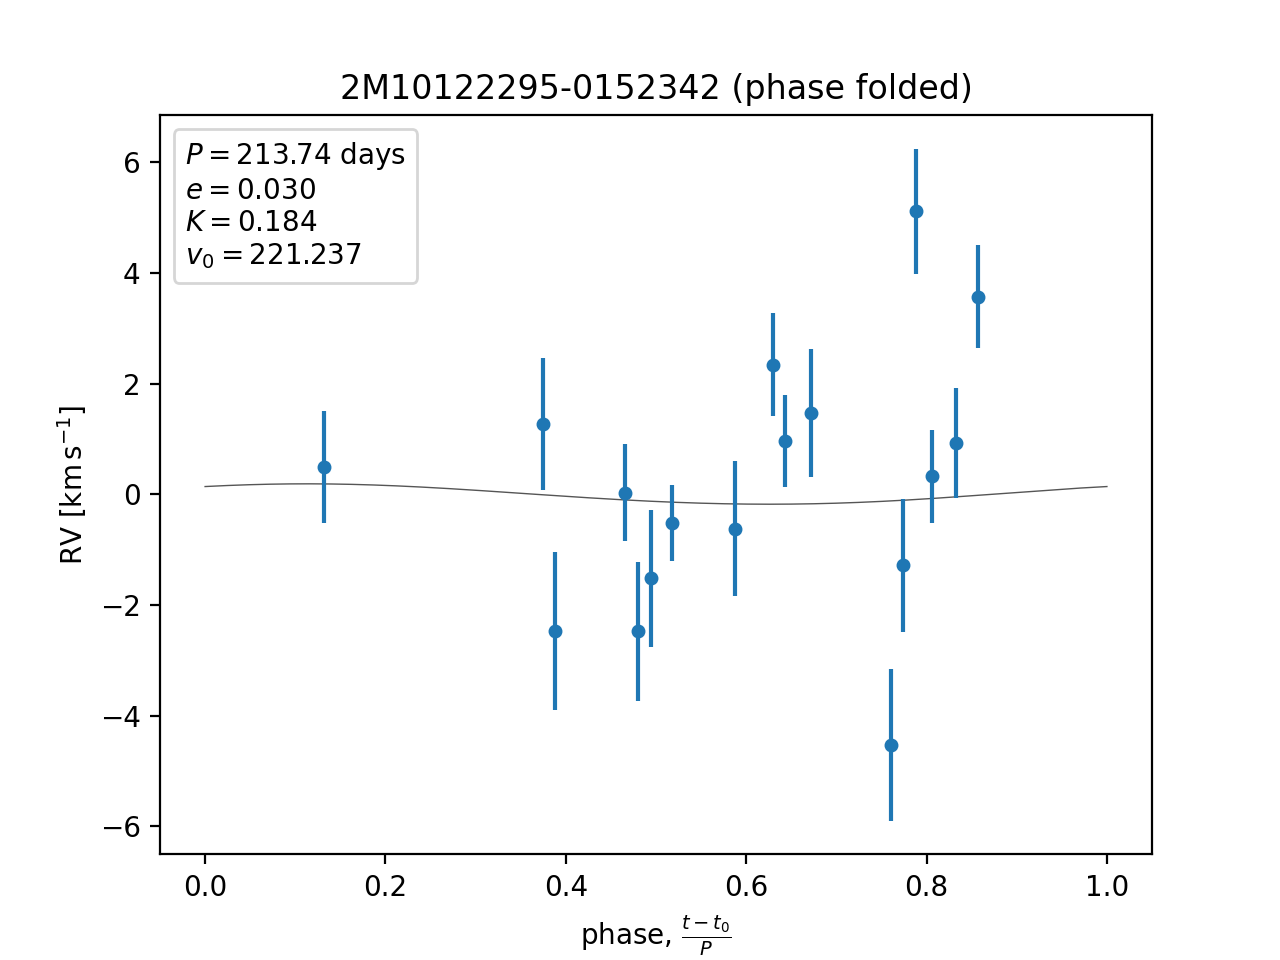 2M10122295-0152342 (phase folded)
P = 213.74 days
e = 0.030
K = 0.184
v₀ = 221.237
6
4
2
0
−2
−4
−6
RV [km s⁻¹]
0.0 0.2 0.4 0.6 0.8 1.0
phase, (t − t₀)/P